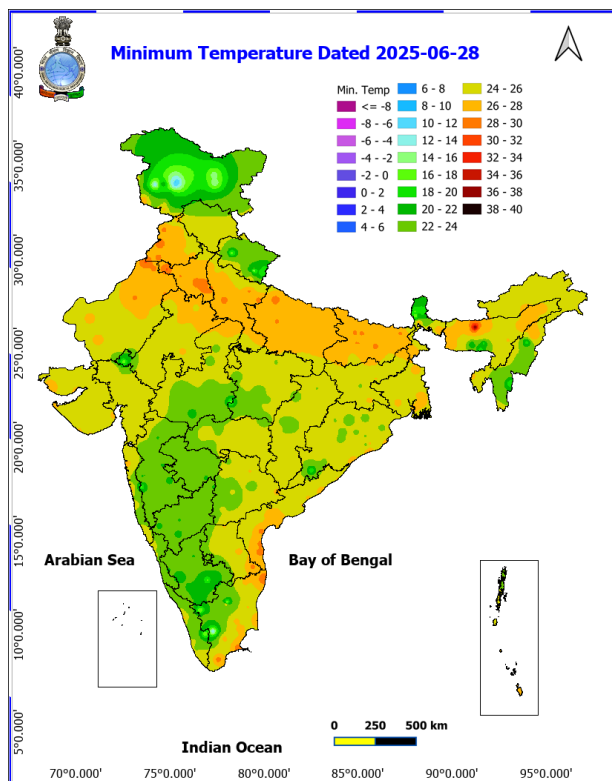 Minimum Temperature Dated 2025-06-28
Min. Temp
<= -8
-8 - -6
-6 - -4
-4 - -2
-2 - 0
0 - 2
2 - 4
4 - 6
6 - 8
8 - 10
10 - 12
12 - 14
14 - 16
16 - 18
18 - 20
20 - 22
22 - 24
24 - 26
26 - 28
28 - 30
30 - 32
32 - 34
34 - 36
36 - 38
38 - 40
40°0.000'
35°0.000'
30°0.000'
25°0.000'
20°0.000'
15°0.000'
10°0.000'
5°0.000'
Arabian Sea
Bay of Bengal
Indian Ocean
0 250 500 km
70°0.000' 75°0.000' 80°0.000' 85°0.000' 90°0.000' 95°0.000'